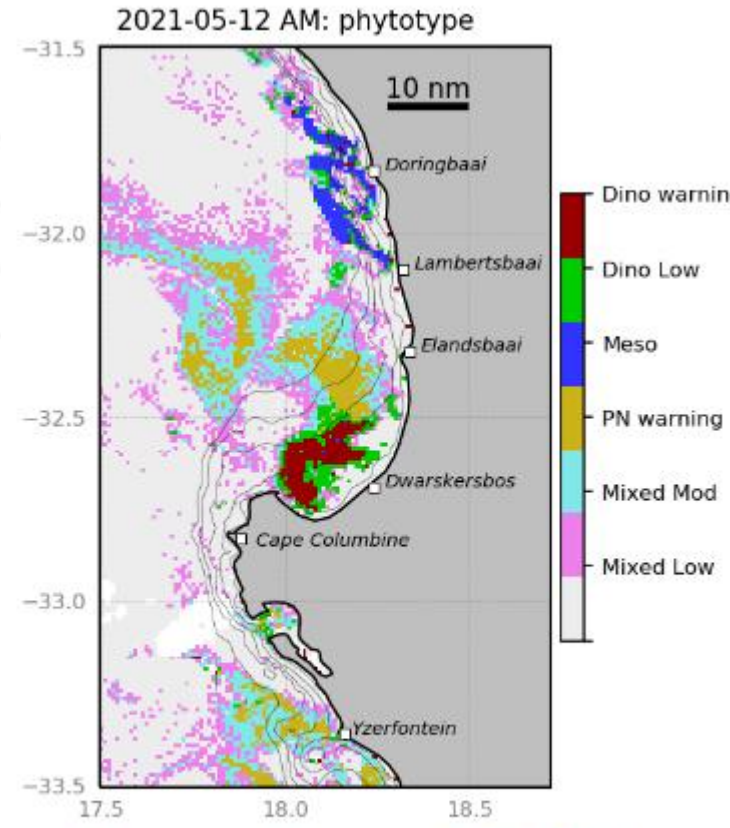 2021-05-12 AM: phytotype
−31.5
10 nm
Doringbaai
Dino warnin
−32.0
Lambertsbaai
Dino Low
Elandsbaai
Meso
−32.5
PN warning
Dwarskersbos
Mixed Mod
Cape Columbine
Mixed Low
−33.0
Yzerfontein
−33.5
17.5
18.0
18.5